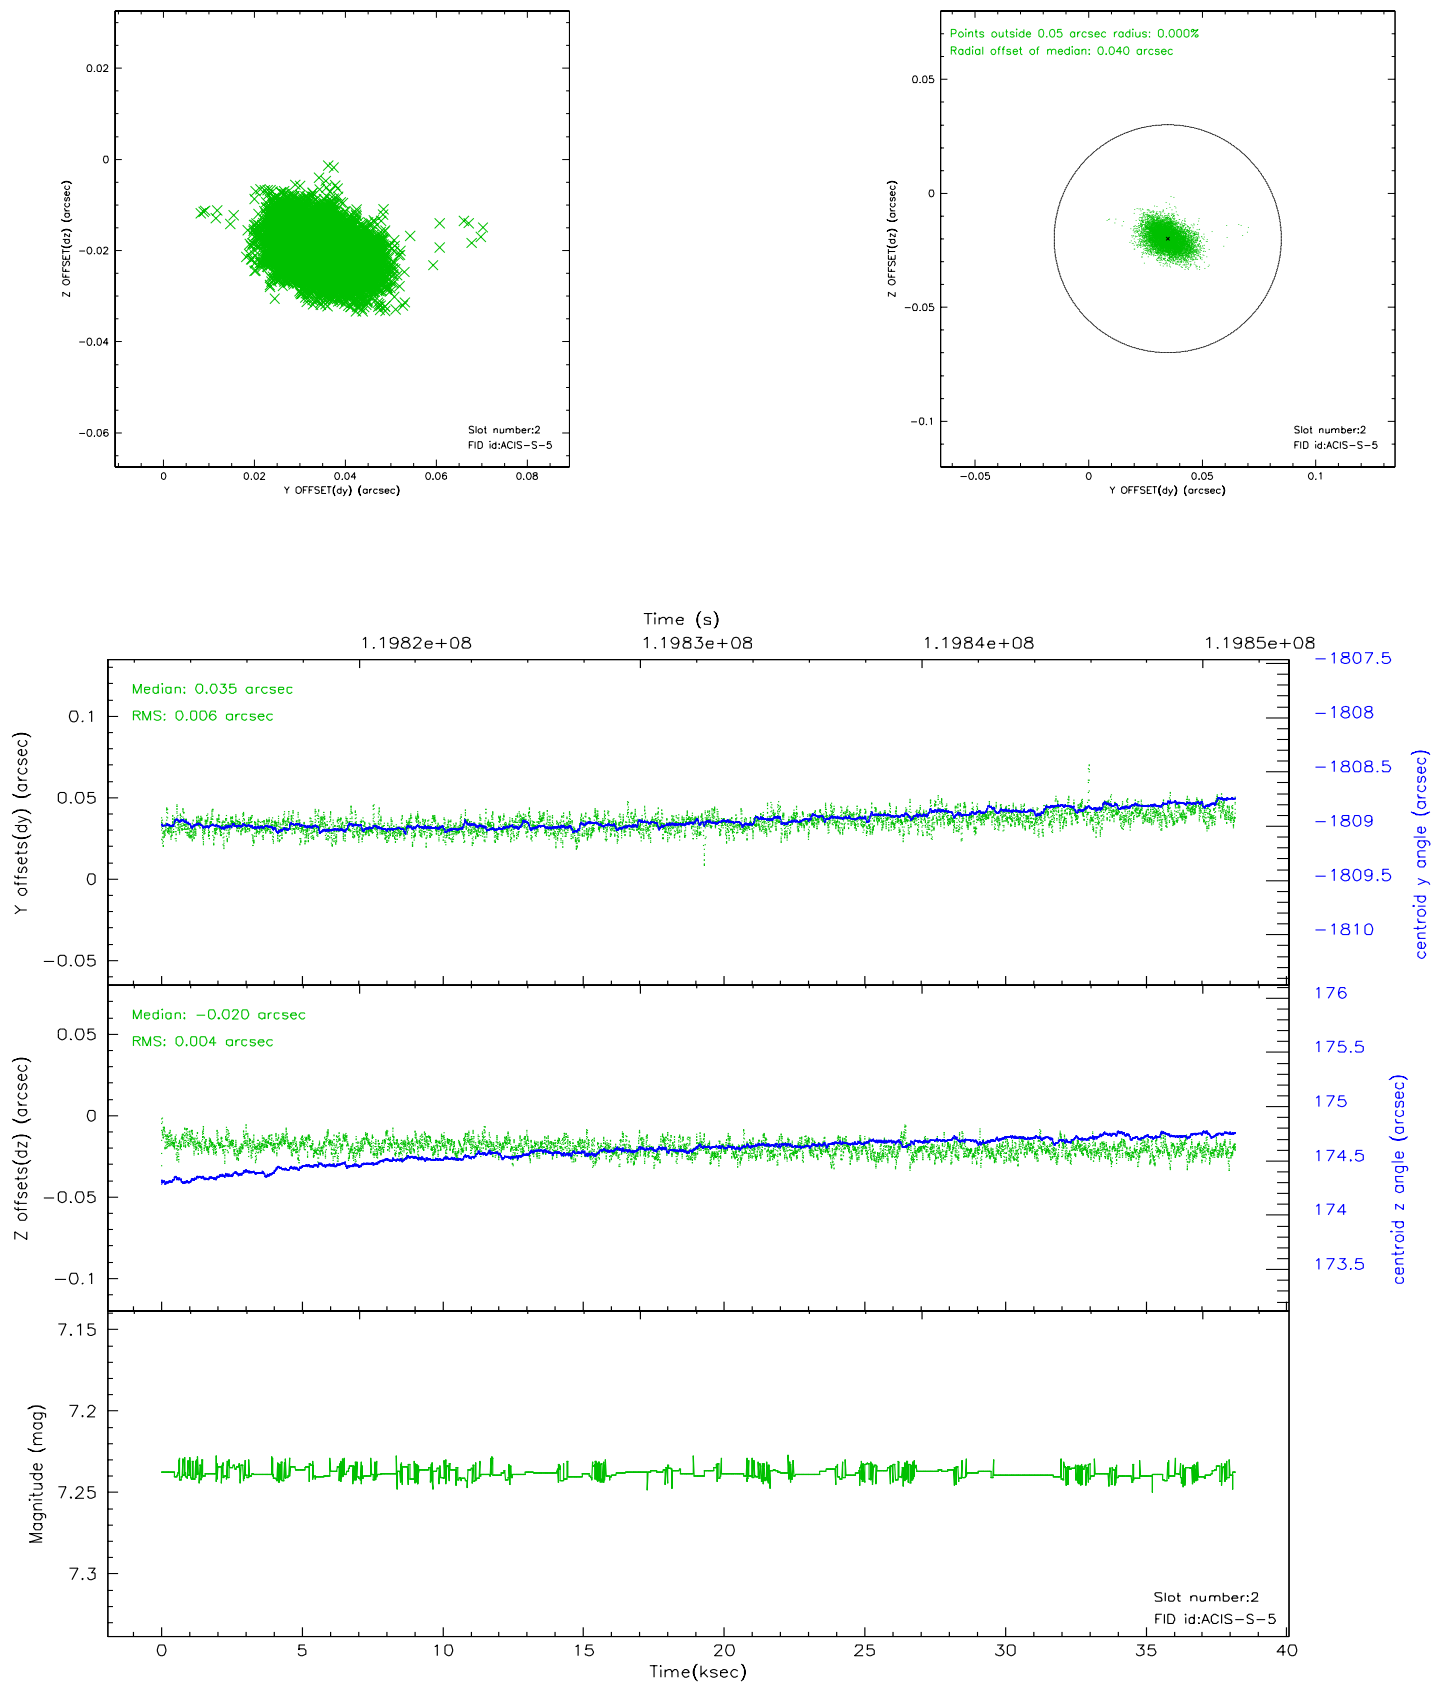 0.02
0
−0.02
−0.04
−0.06
Z OFFSET(dz) (arcsec)
Slot number:2
FID id:ACIS−S−5
0
0.02
0.04
0.06
0.08
Y OFFSET(dy) (arcsec)
Points outside 0.05 arcsec radius: 0.000%
Radial offset of median: 0.040 arcsec
0.05
0
−0.05
−0.1
Z OFFSET(dz) (arcsec)
Slot number:2
FID id:ACIS−S−5
−0.05
0
0.05
0.1
Y OFFSET(dy) (arcsec)
Time (s)
1.1982e+08
1.1983e+08
1.1984e+08
1.1985e+08
Median: 0.035 arcsec
RMS: 0.006 arcsec
0.1
0.05
0
−0.05
Y offsets(dy) (arcsec)
−1807.5
−1808
−1808.5
−1809
−1809.5
−1810
centroid y angle (arcsec)
Median: −0.020 arcsec
RMS: 0.004 arcsec
0.05
0
−0.05
−0.1
Z offsets(dz) (arcsec)
176
175.5
175
174.5
174
173.5
centroid z angle (arcsec)
7.15
7.2
7.25
7.3
Magnitude (mag)
Slot number:2
FID id:ACIS−S−5
0
5
10
15
20
25
30
35
40
Time(ksec)